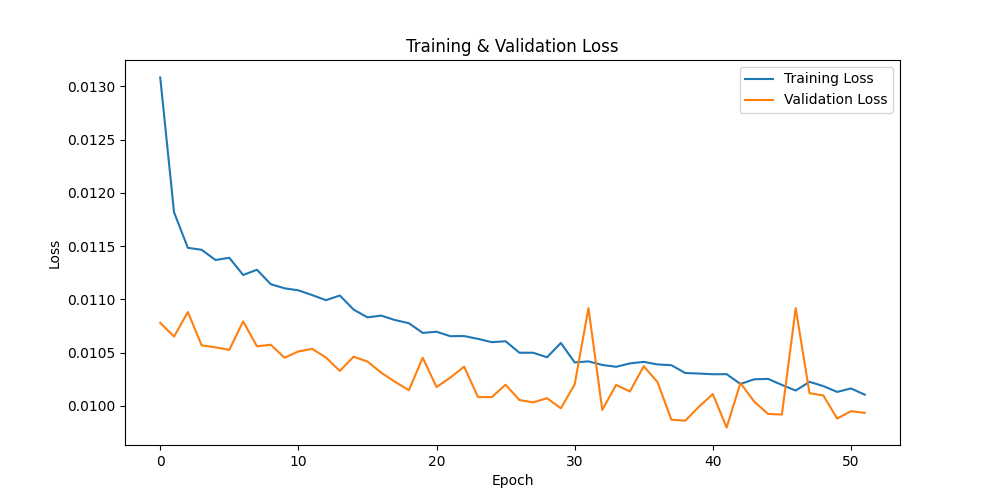 Training & Validation Loss
Training Loss
Validation Loss
0.0130
0.0125
0.0120
0.0115
0.0110
0.0105
0.0100
Loss
0 10 20 30 40 50
Epoch